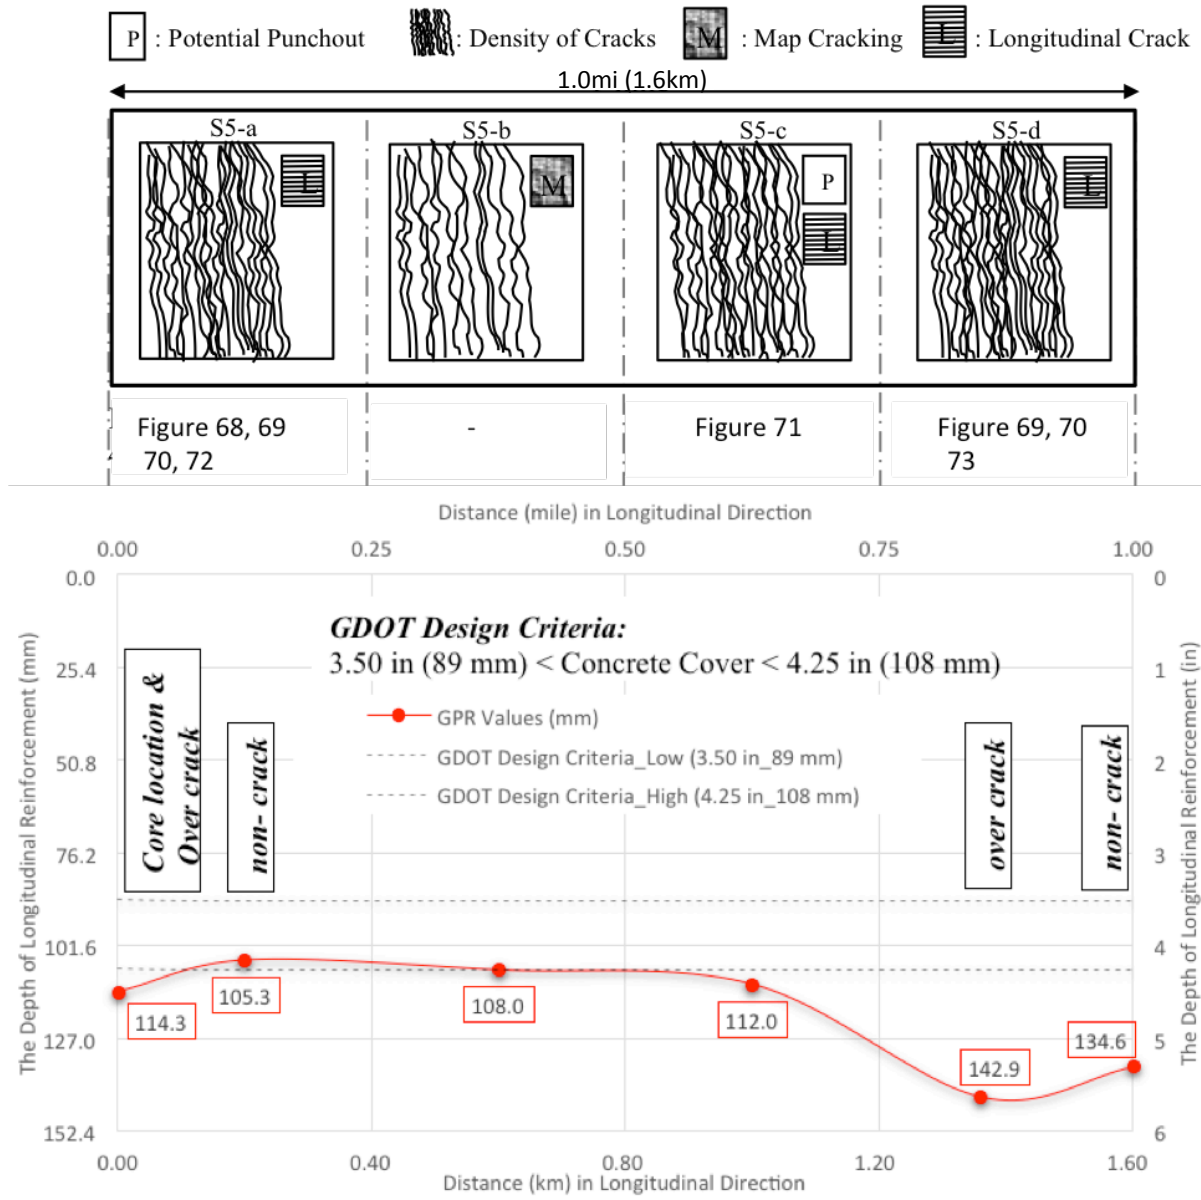 P : Potential Punchout : Density of Cracks M : Map Cracking L : Longitudinal Crack
1.0mi (1.6km)
S5-a S5-b S5-c S5-d
L M P L
L
Figure 68, 69 - Figure 71 Figure 69, 70
70, 72 73
Distance (mile) in Longitudinal Direction
0.00 0.25 0.50 0.75 1.00
The Depth of Longitudinal Reinforcement (mm)
0.0
25.4
50.8
76.2
101.6
127.0
152.4
GDOT Design Criteria:
3.50 in (89 mm) < Concrete Cover < 4.25 in (108 mm)
GPR Values (mm)
GDOT Design Criteria_Low (3.50 in_89 mm)
GDOT Design Criteria_High (4.25 in_108 mm)
Core location &
Over crack
non- crack
over crack
non- crack
114.3
105.3
108.0
112.0
142.9
134.6
0
1
2
3
4
5
6
The Depth of Longitudinal Reinforcement (in)
0.00 0.40 0.80 1.20 1.60
Distance (km) in Longitudinal Direction